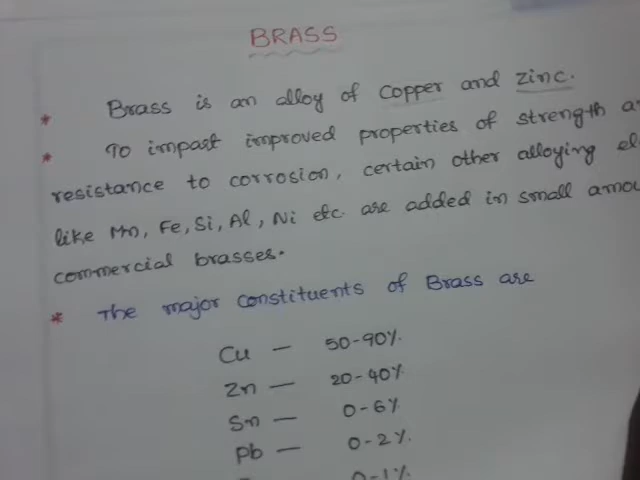 BRASS
* Brass is an alloy of copper and zinc.
* To impart improved properties of strength
resistance to corrosion, certain other alloying
like Mn, Fe, Si, Al, Ni etc. are added in small
commercial brasses.
* The major constituents of Brass are
Cu — 50-90%.
Zn — 20-40%
Sn — 0-6%
Pb — 0-2%.
0-1%